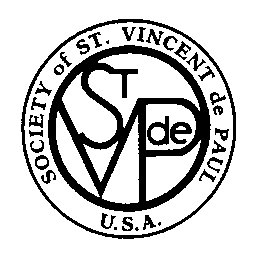 SOCIETY of ST. VINCENT de PAUL
ST
V P de
U.S.A.